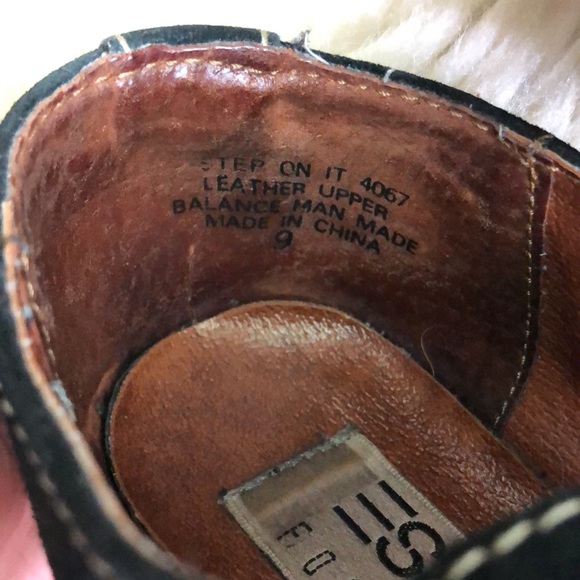 STEP ON IT 4067
LEATHER UPPER
BALANCE MAN MADE
MADE IN CHINA
9